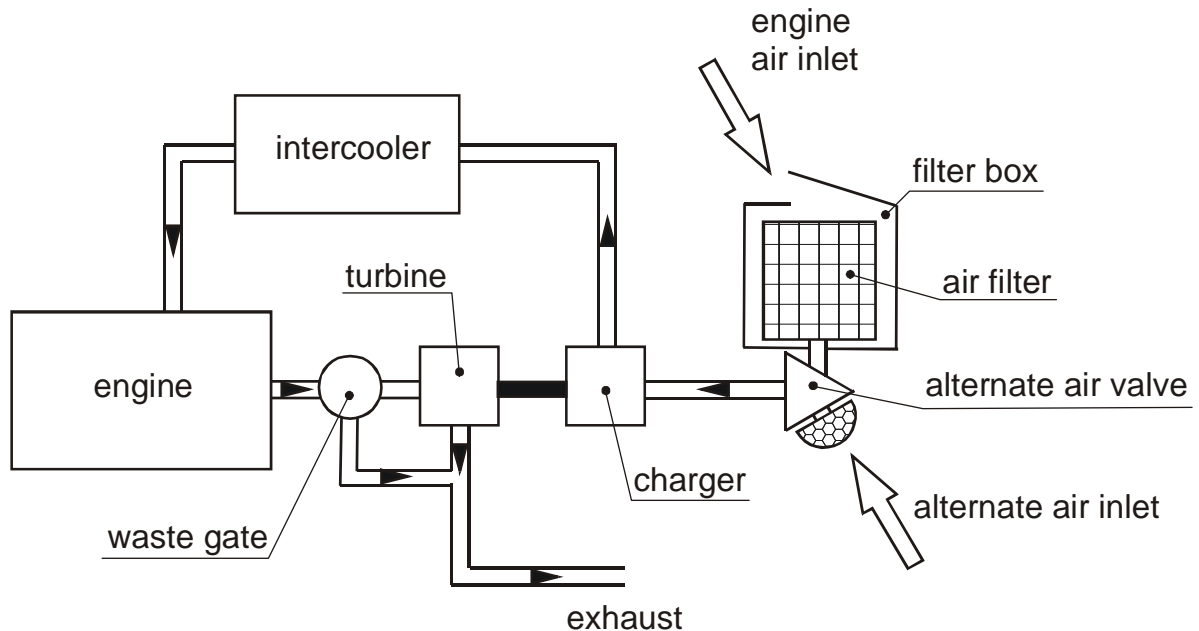 engine
air inlet
intercooler
filter box
turbine
air filter
engine
alternate air valve
charger
alternate air inlet
waste gate
exhaust